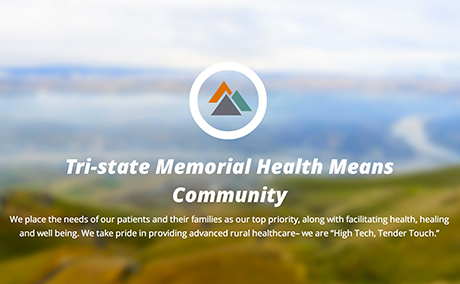 Tri-state Memorial Health Means
Community
We place the needs of our patients and their families as our top priority, along with facilitating health, healing
and well being. We take pride in providing advanced rural healthcare– we are “High Tech, Tender Touch.”